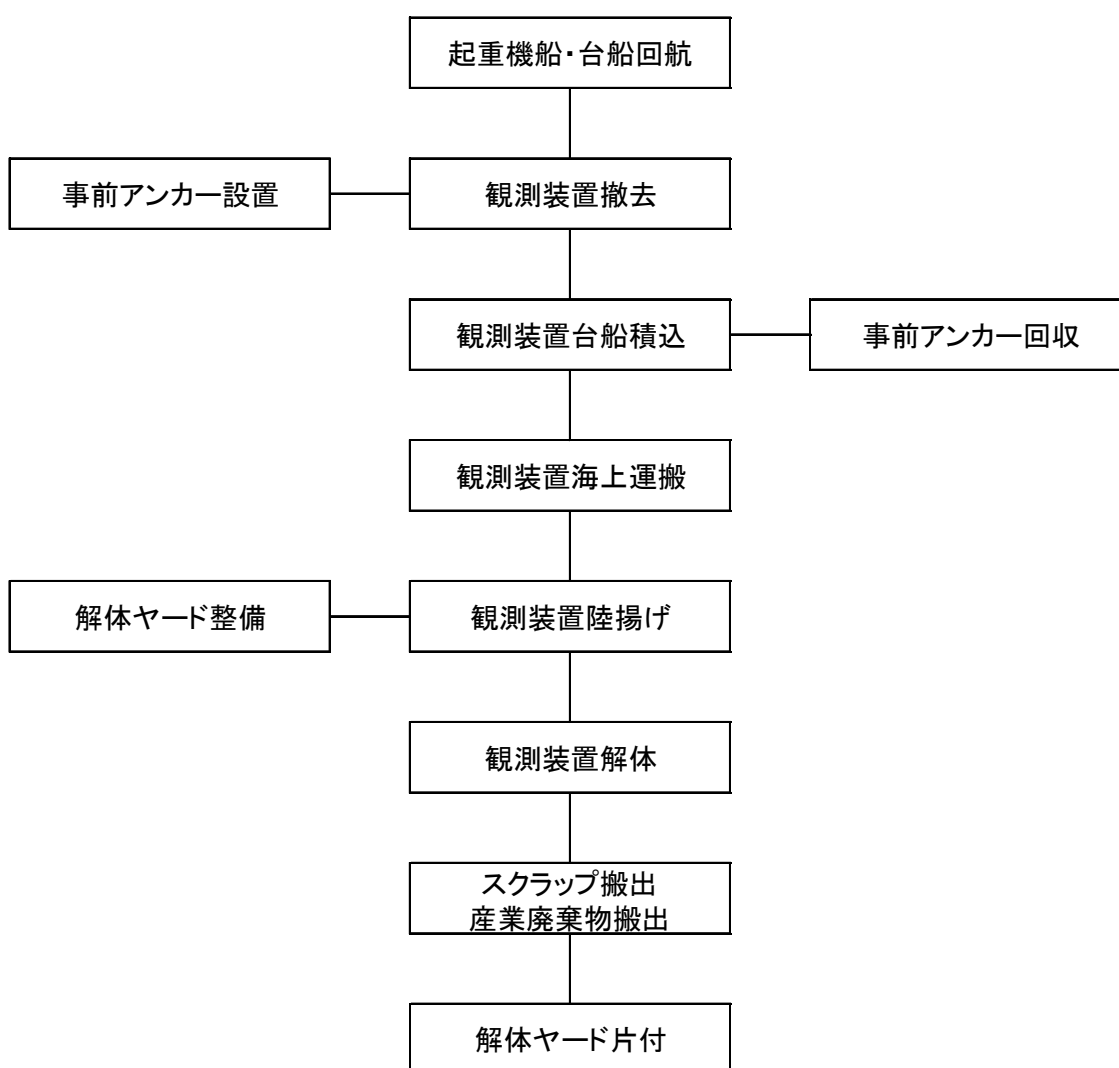 起重機船・台船回航
事前アンカー設置
観測装置撤去
観測装置台船積込
事前アンカー回収
観測装置海上運搬
解体ヤード整備
観測装置陸揚げ
観測装置解体
スクラップ搬出
産業廃棄物搬出
解体ヤード片付